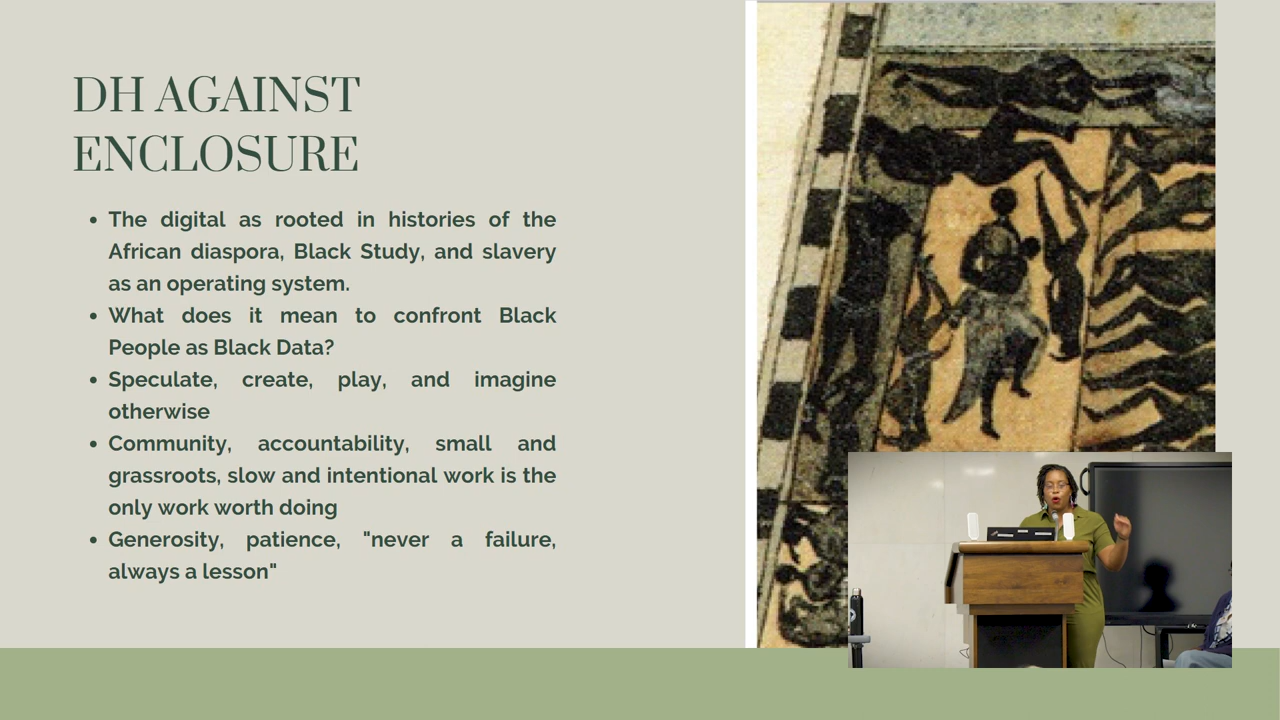 DH AGAINST
ENCLOSURE
• The digital as rooted in histories of the
African diaspora, Black Study, and slavery
as an operating system.
• What does it mean to confront Black
People as Black Data?
• Speculate, create, play, and imagine
otherwise
• Community, accountability, small and
grassroots, slow and intentional work is the
only work worth doing
• Generosity, patience, "never a failure,
always a lesson"